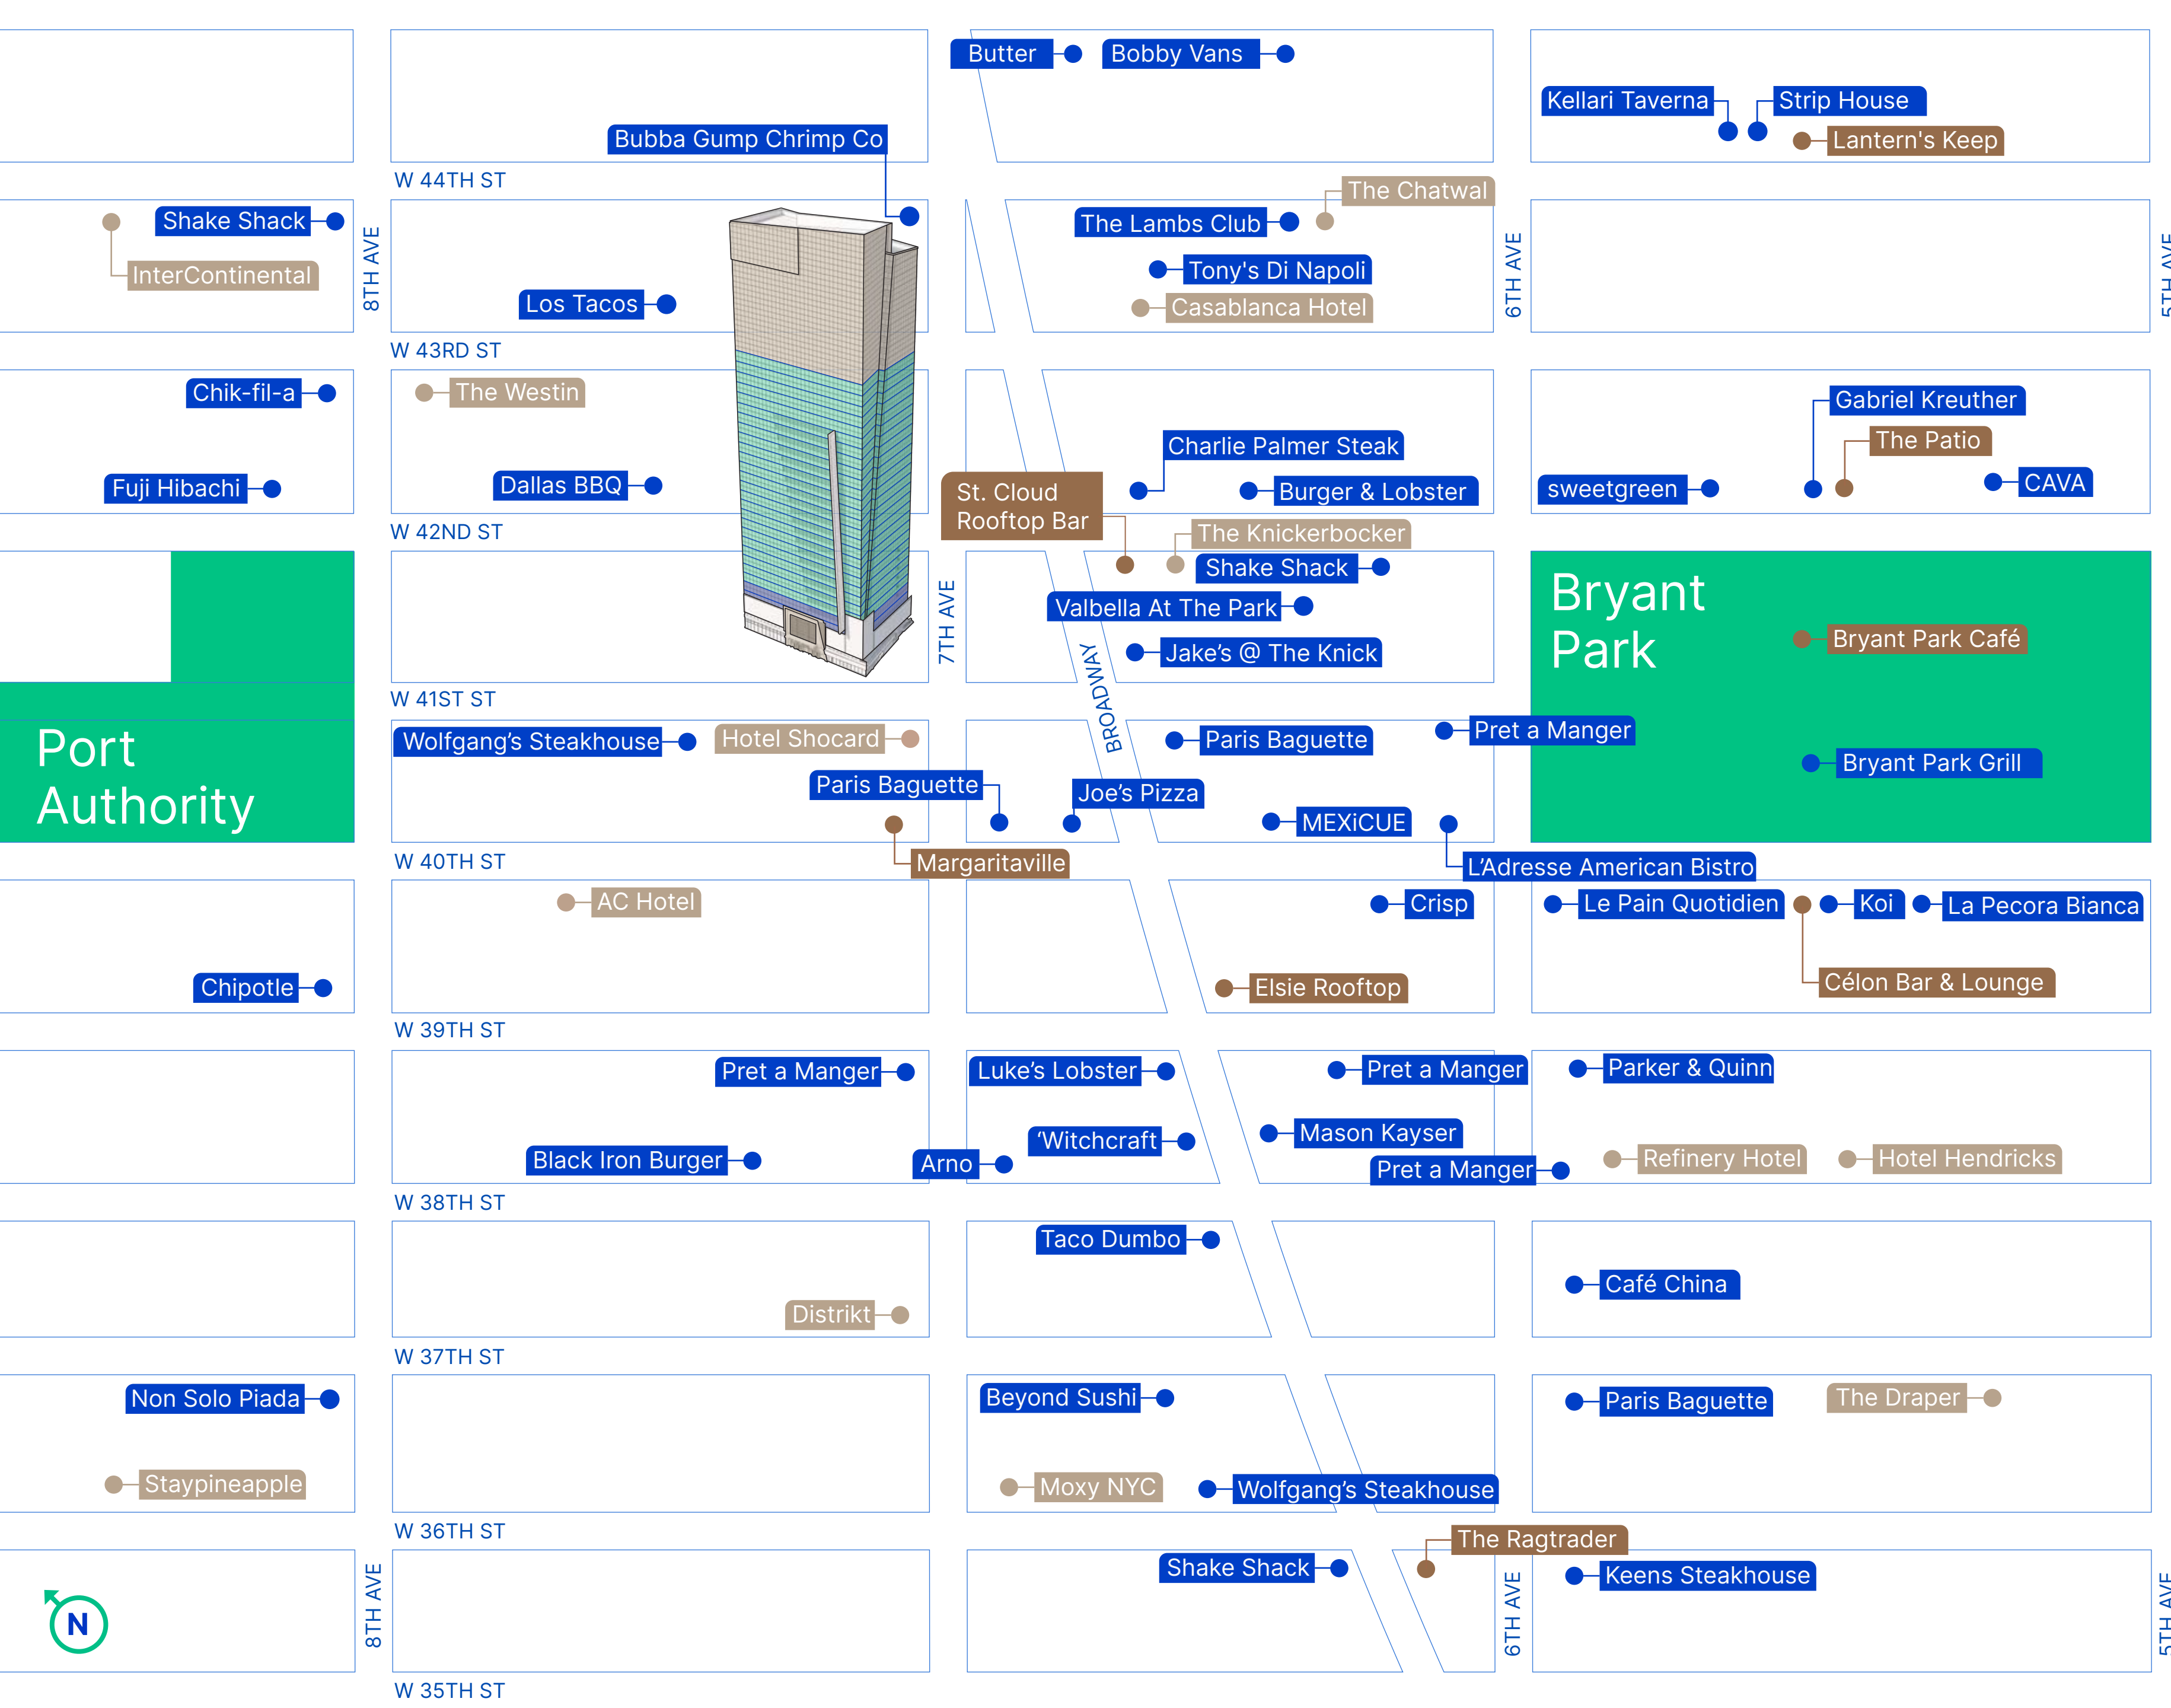 Butter
Bobby Vans
Kellari Taverna
Strip House
Lantern's Keep
Bubba Gump Chrimp Co
W 44TH ST
The Chatwal
Shake Shack
InterContinental
8TH AVE
The Lambs Club
Tony's Di Napoli
Casablanca Hotel
6TH AVE
5TH AVE
Los Tacos
W 43RD ST
Chik-fil-a
The Westin
Gabriel Kreuther
The Patio
Charlie Palmer Steak
Fuji Hibachi
Dallas BBQ
St. Cloud
Rooftop Bar
Burger & Lobster
sweetgreen
CAVA
W 42ND ST
The Knickerbocker
Shake Shack
Valbella At The Park
Jake’s @ The Knick
7TH AVE
BROADWAY
Bryant
Park
Bryant Park Café
W 41ST ST
Port
Authority
Wolfgang’s Steakhouse
Hotel Shocard
Paris Baguette
Pret a Manger
Bryant Park Grill
Paris Baguette
Joe’s Pizza
MEXiCUE
W 40TH ST
Margaritaville
L’Adresse American Bistro
AC Hotel
Crisp
Le Pain Quotidien
Koi
La Pecora Bianca
Chipotle
Elsie Rooftop
Célon Bar & Lounge
W 39TH ST
Pret a Manger
Luke’s Lobster
Pret a Manger
Parker & Quinn
‘Witchcraft
Mason Kayser
Black Iron Burger
Arno
Pret a Manger
Refinery Hotel
Hotel Hendricks
W 38TH ST
Taco Dumbo
Café China
Distrikt
W 37TH ST
Non Solo Piada
Beyond Sushi
Paris Baguette
The Draper
Staypineapple
Moxy NYC
Wolfgang’s Steakhouse
W 36TH ST
The Ragtrader
Shake Shack
Keens Steakhouse
N
8TH AVE
6TH AVE
5TH AVE
W 35TH ST